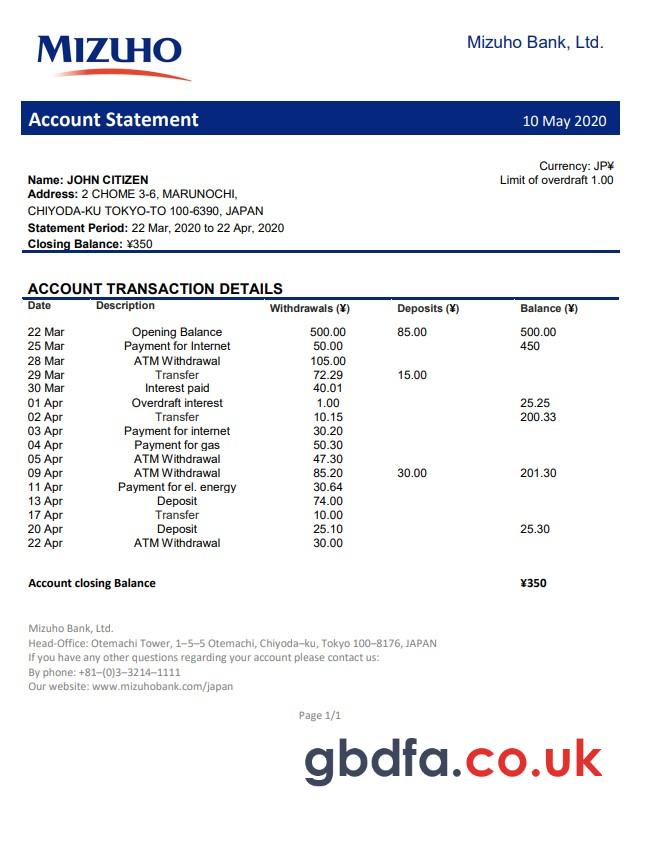 MIZUHO
Mizuho Bank, Ltd.
Account Statement 10 May 2020
Currency: JP¥
Name: JOHN CITIZEN Limit of overdraft 1.00
Address: 2 CHOME 3-6, MARUNOCHI,
CHIYODA-KU TOKYO-TO 100-6390, JAPAN
Statement Period: 22 Mar, 2020 to 22 Apr, 2020
Closing Balance: ¥350
ACCOUNT TRANSACTION DETAILS
Date Description Withdrawals (¥) Deposits (¥) Balance (¥)
22 Mar Opening Balance 500.00 85.00 500.00
25 Mar Payment for Internet 50.00 450
28 Mar ATM Withdrawal 105.00
29 Mar Transfer 72.29 15.00
30 Mar Interest paid 40.01
01 Apr Overdraft interest 1.00 25.25
02 Apr Transfer 10.15 200.33
03 Apr Payment for internet 30.20
04 Apr Payment for gas 50.30
05 Apr ATM Withdrawal 47.30
09 Apr ATM Withdrawal 85.20 30.00 201.30
11 Apr Payment for el. energy 30.64
13 Apr Deposit 74.00
17 Apr Transfer 10.00
20 Apr Deposit 25.10 25.30
22 Apr ATM Withdrawal 30.00
Account closing Balance ¥350
Mizuho Bank, Ltd.
Head-Office: Otemachi Tower, 1–5–5 Otemachi, Chiyoda–ku, Tokyo 100–8176, JAPAN
If you have any other questions regarding your account please contact us:
By phone: +81–(0)3–3214–1111
Our website: www.mizuhobank.com/japan
Page 1/1
gbdfa.co.uk